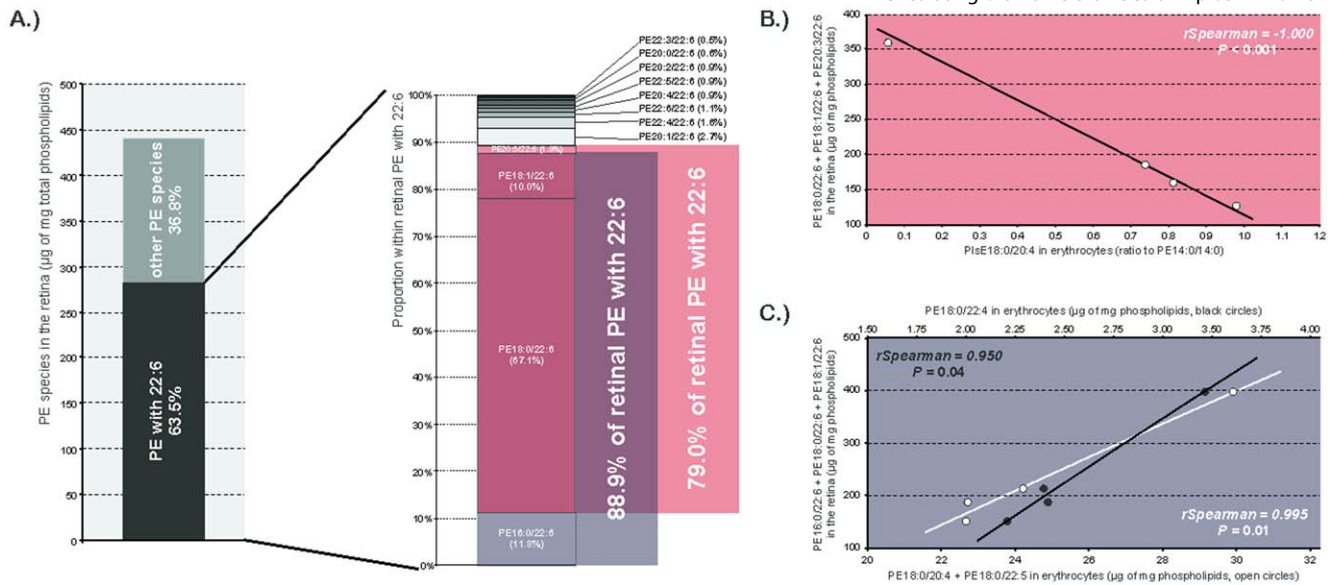 A.)
PE species in the retina (µg of mg total phospholipids)
500
450
400
350
300
250
200
150
100
50
0
other PE species
36.8%
PE with 22:6
63.5%
Proportion within retinal PE with 22:6
100%
90%
80%
70%
60%
50%
40%
30%
20%
10%
0%
PE22:3/22:6 (0.5%)
PE20:0/22:6 (0.6%)
PE20:2/22:6 (0.9%)
PE22:5/22:6 (0.9%)
PE20:4/22:6 (0.9%)
PE22:6/22:6 (1.1%)
PE22:4/22:6 (1.6%)
PE20:1/22:6 (2.7%)
PE18:1/22:6
(10.0%)
PE18:0/22:6
(67.1%)
PE16:0/22:6
(11.8%)
88.9% of retinal PE with 22:6
79.0% of retinal PE with 22:6
B.)
PE18:0/22:6 + PE18:1/22:6 + PE20:3/22:6
in the retina (µg of mg phospholipids)
400
350
300
250
200
150
100
rSpearman = -1.000
P < 0.001
0 0.1 0.2 0.3 0.4 0.5 0.6 0.7 0.8 0.9 1.0 1.1 1.2
PlsE18:0/20:4 in erythrocytes (ratio to PE14:0/14:0)
C.)
PE18:0/22:4 in erythrocytes (µg of mg phospholipids, black circles)
1.50 1.75 2.00 2.25 2.50 2.75 3.00 3.25 3.50 3.75 4.00
PE16:0/22:6 + PE18:0/22:6 + PE18:1/22:6
in the retina (µg of mg phospholipids)
500
400
300
200
100
rSpearman = 0.950
P = 0.04
rSpearman = 0.995
P = 0.01
20 22 24 26 28 30 32
PE18:0/20:4 + PE18:0/22:5 in erythrocytes (µg of mg phospholipids, open circles)